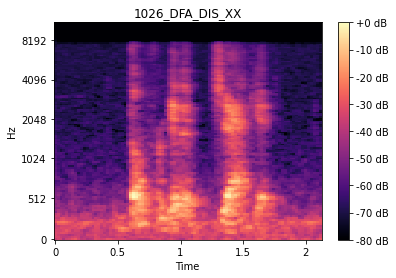 1026_DFA_DIS_XX
+0 dB
8192
-10 dB
4096
-20 dB
-30 dB
2048
-40 dB
Hz
1024
-50 dB
512
-60 dB
-70 dB
0
-80 dB
0
0.5
1
1.5
2
Time